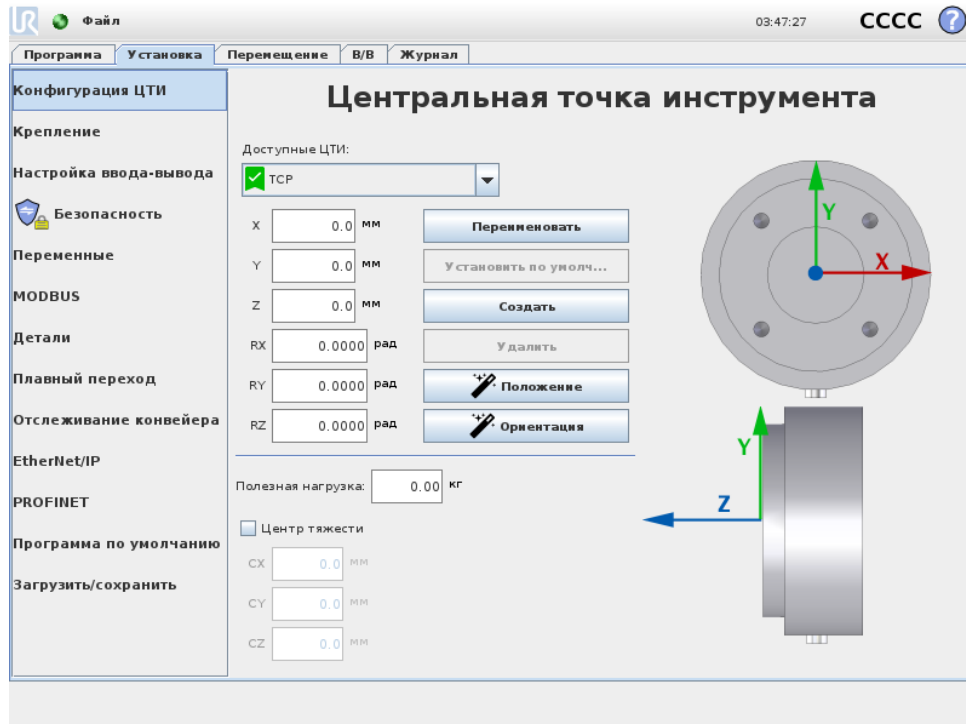 UR
Файл
03:47:27
CCCC
?
Программа
Установка
Перемещение
В/В
Журнал
Конфигурация ЦТИ
Крепление
Настройка ввода-вывода
Безопасность
Переменные
MODBUS
Детали
Плавный переход
Отслеживание конвейера
EtherNet/IP
PROFINET
Программа по умолчанию
Загрузить/сохранить
Центральная точка инструмента
Доступные ЦТИ:
TCP
X 0.0 мм
Переименовать
Y 0.0 мм
Установить по умолч...
Z 0.0 мм
Создать
RX 0.0000 рад
Удалить
RY 0.0000 рад
Положение
RZ 0.0000 рад
Ориентация
Полезная нагрузка: 0.00 кг
Центр тяжести
CX 0.0 мм
CY 0.0 мм
CZ 0.0 мм
Y
X
Y
Z